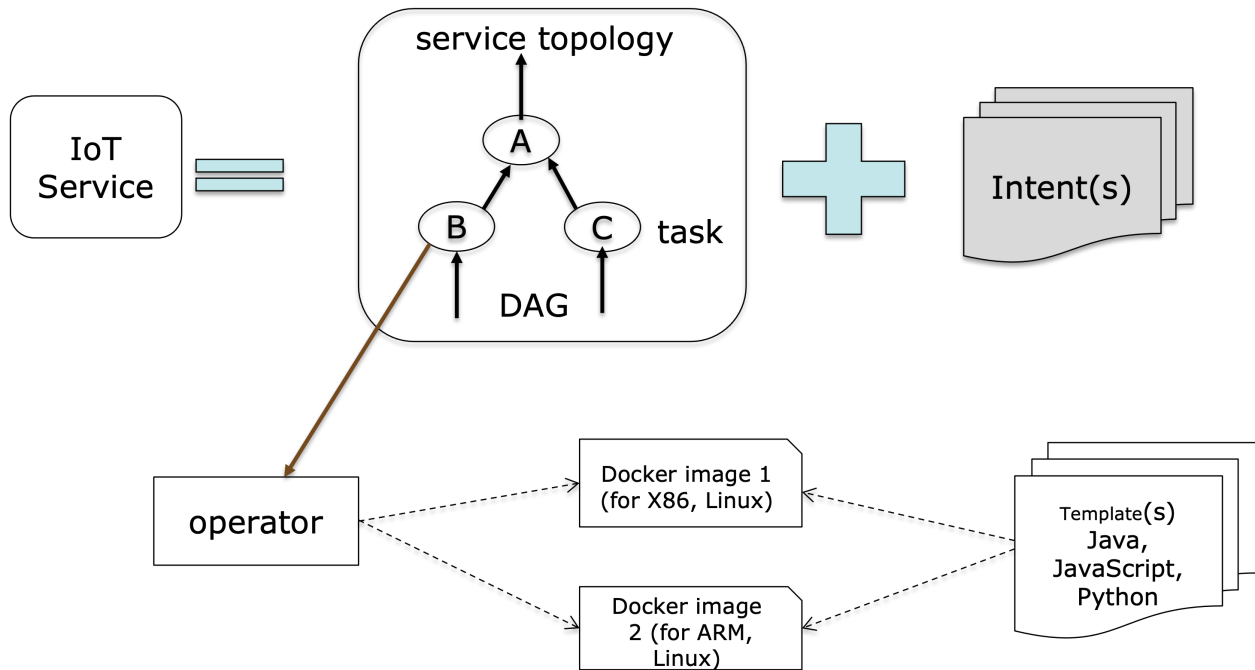 service topology
A
IoT
Service
Intent(s)
B
C
task
DAG
Docker image 1
(for X86, Linux)
operator
Template(s)
Java,
JavaScript,
Python
Docker image
2 (for ARM,
Linux)